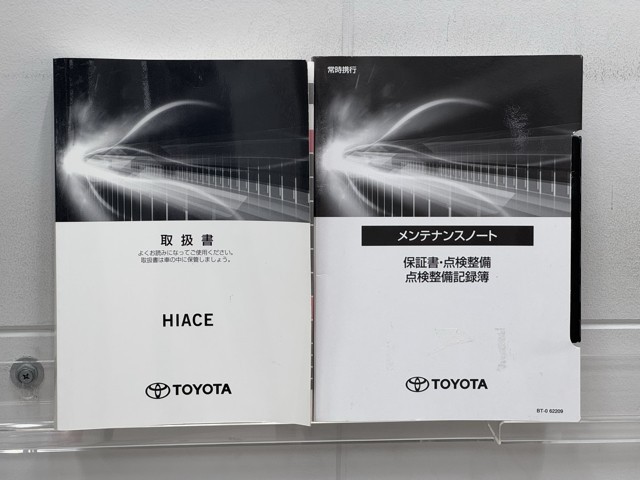 取扱書
よくお読みになってご使用ください。
取扱書は車の中に保管しましょう。
HIACE
TOYOTA
常時携行
メンテナンスノート
保証書・点検整備
点検整備記録簿
TOYOTA
BT-0 62209